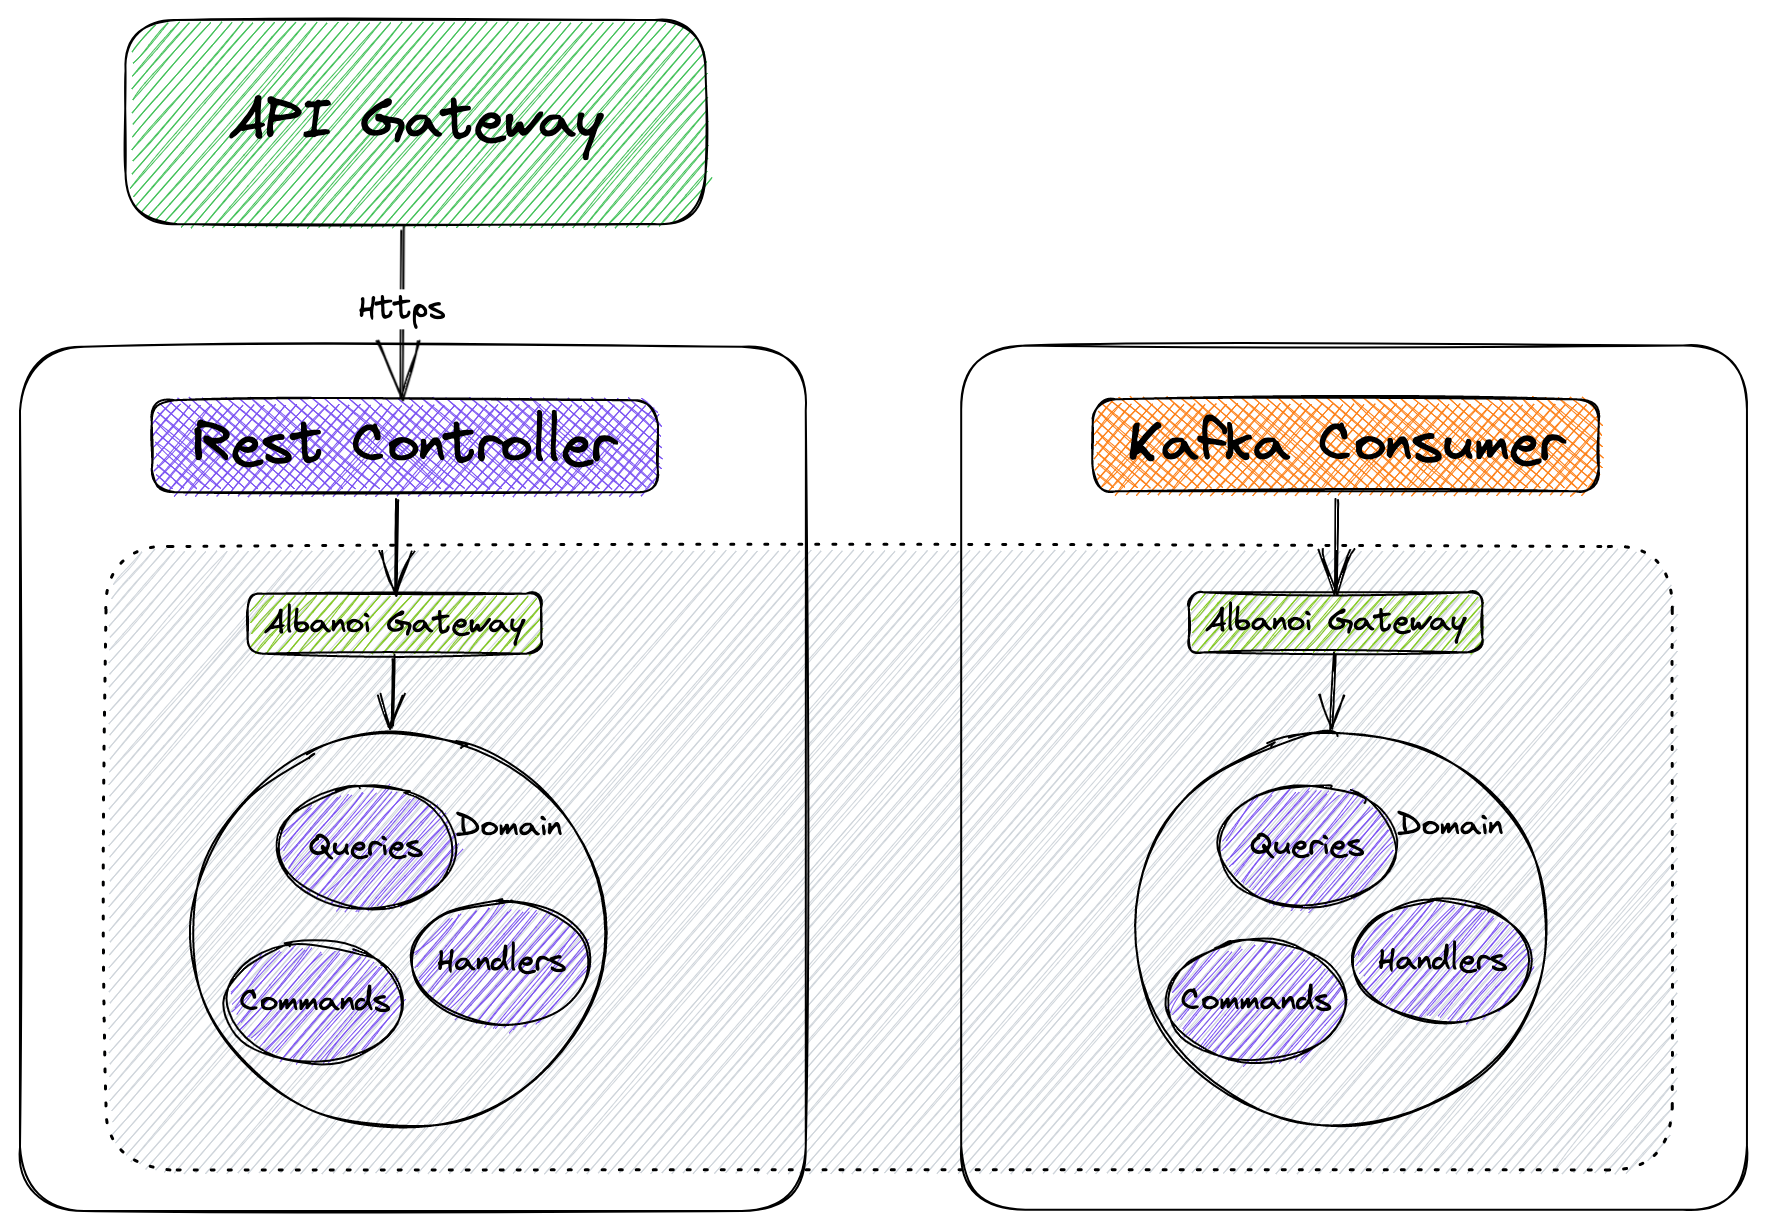 API Gateway
Https
Rest Controller
Kafka Consumer
Albanoi Gateway
Albanoi Gateway
Queries
Domain
Handlers
Commands
Queries
Domain
Handlers
Commands